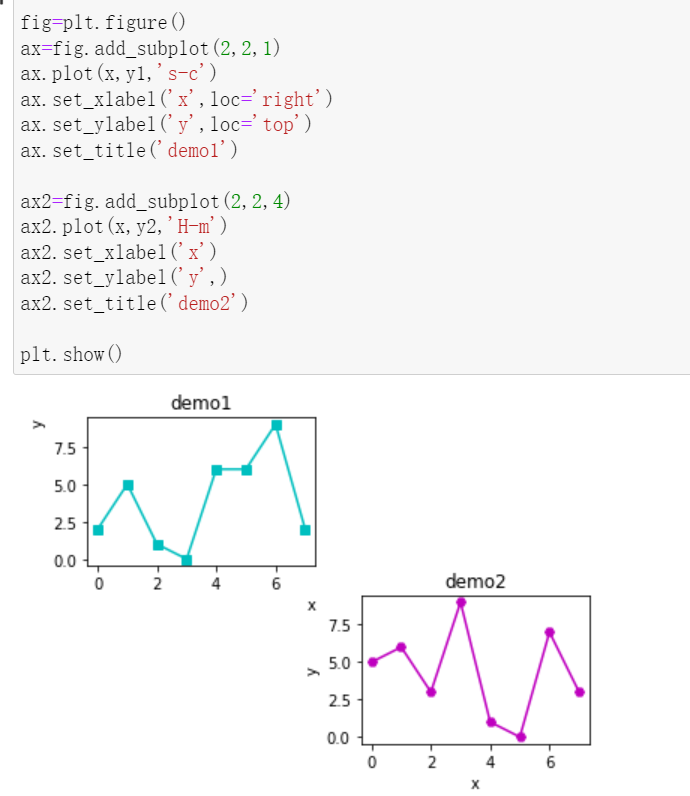 fig=plt.figure()
ax=fig.add_subplot(2,2,1)
ax.plot(x,y1,'s-c')
ax.set_xlabel('x',loc='right')
ax.set_ylabel('y',loc='top')
ax.set_title('demo1')
ax2=fig.add_subplot(2,2,4)
ax2.plot(x,y2,'H-m')
ax2.set_xlabel('x')
ax2.set_ylabel('y',)
ax2.set_title('demo2')
plt.show()
demo1
y
7.5
5.0
2.5
0.0
0 2 4 6
x
demo2
y
7.5
5.0
2.5
0.0
0 2 4 6
x